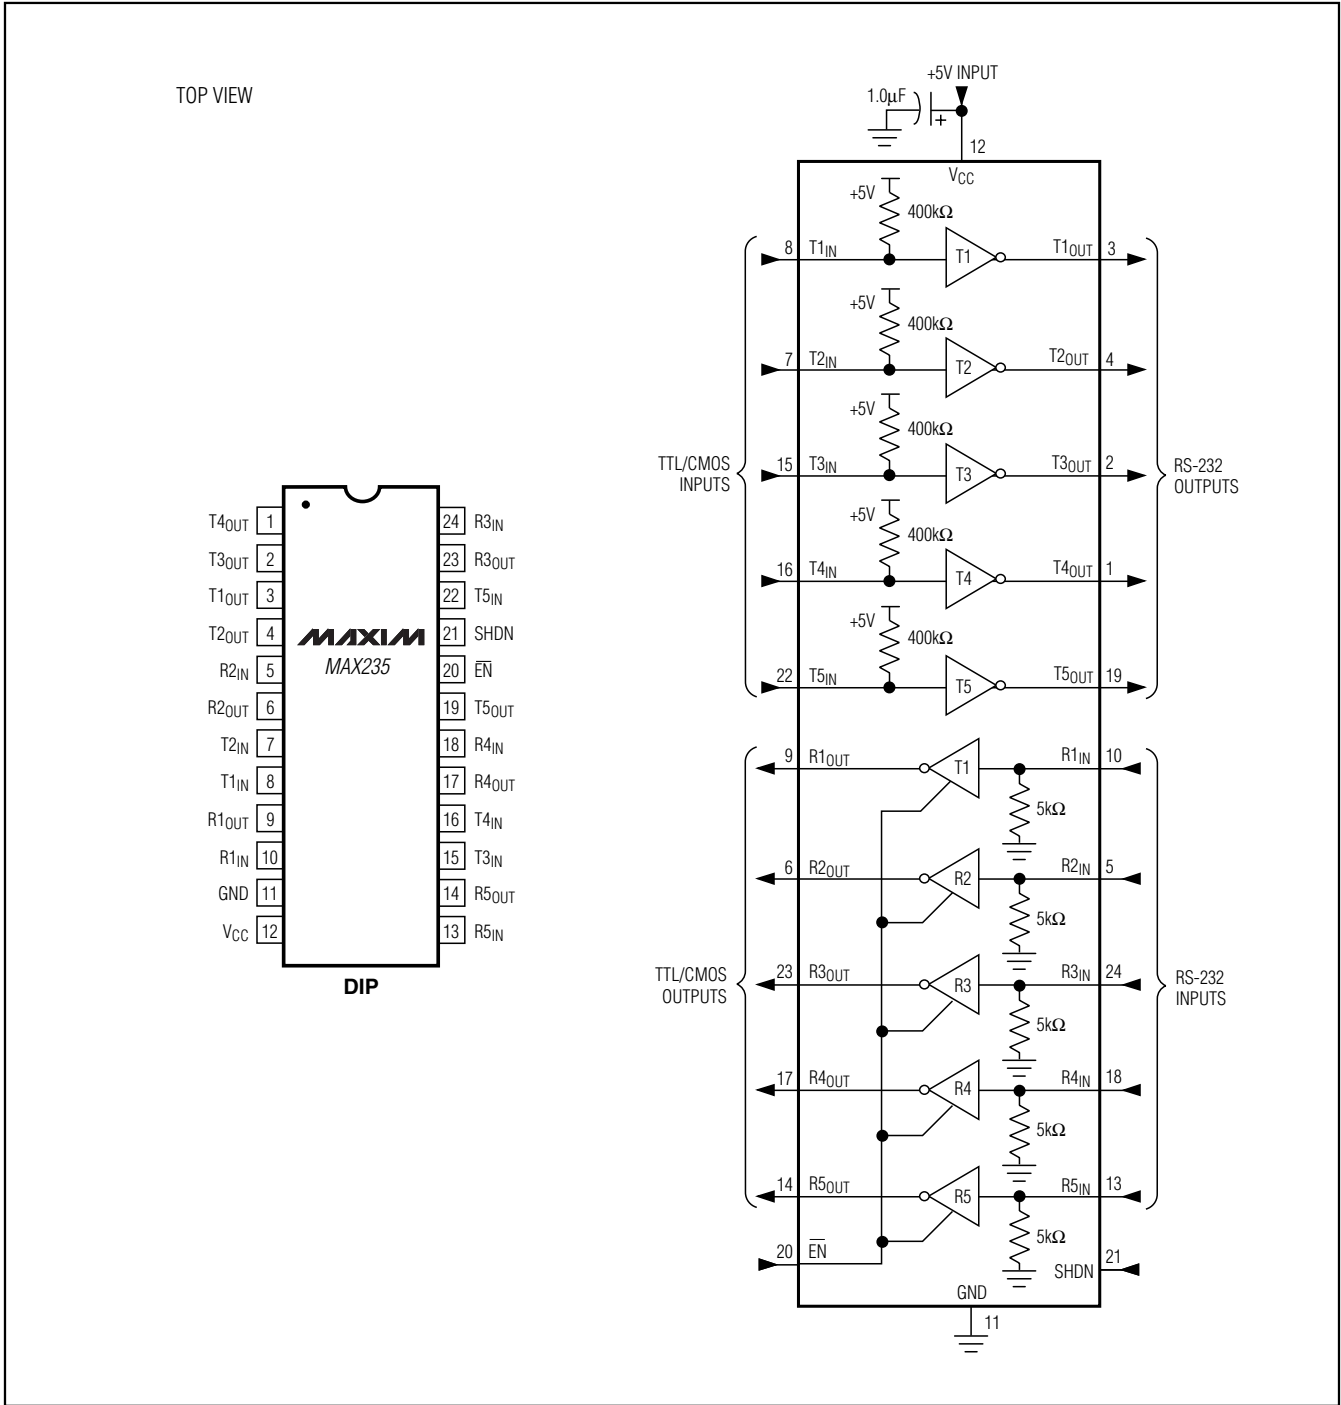 TOP VIEW
+5V INPUT
1.0µF
+
12
VCC
+5V
400kΩ
8 T1IN T1 T1OUT 3
+5V
400kΩ
7 T2IN T2 T2OUT 4
+5V
400kΩ
TTL/CMOS
INPUTS
15 T3IN T3 T3OUT 2
RS-232
OUTPUTS
+5V
400kΩ
16 T4IN T4 T4OUT 1
+5V
400kΩ
22 T5IN T5 T5OUT 19
T4OUT 1 24 R3IN
T3OUT 2 23 R3OUT
T1OUT 3 22 T5IN
T2OUT 4 MAXIM 21 SHDN
R2IN 5 MAX235 20 E̅N̅
R2OUT 6 19 T5OUT
T2IN 7 18 R4IN
T1IN 8 17 R4OUT
R1OUT 9 16 T4IN
R1IN 10 15 T3IN
GND 11 14 R5OUT
VCC 12 13 R5IN
DIP
9 R1OUT T1 R1IN 10
5kΩ
6 R2OUT R2 R2IN 5
5kΩ
TTL/CMOS
OUTPUTS
23 R3OUT R3 R3IN 24
RS-232
INPUTS
5kΩ
17 R4OUT R4 R4IN 18
5kΩ
14 R5OUT R5 R5IN 13
5kΩ
20 E̅N̅
SHDN 21
GND
11